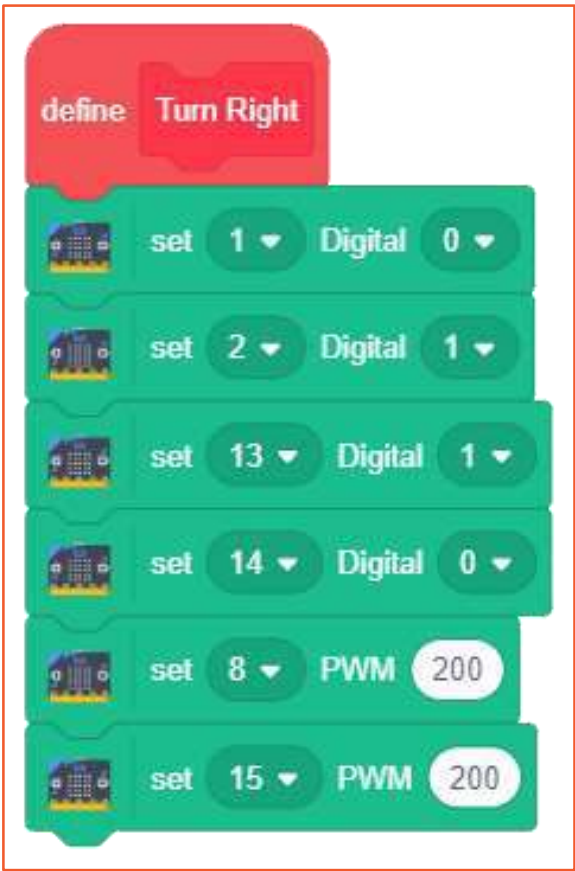 define Turn Right
set 1 Digital 0
set 2 Digital 1
set 13 Digital 1
set 14 Digital 0
set 8 PWM 200
set 15 PWM 200